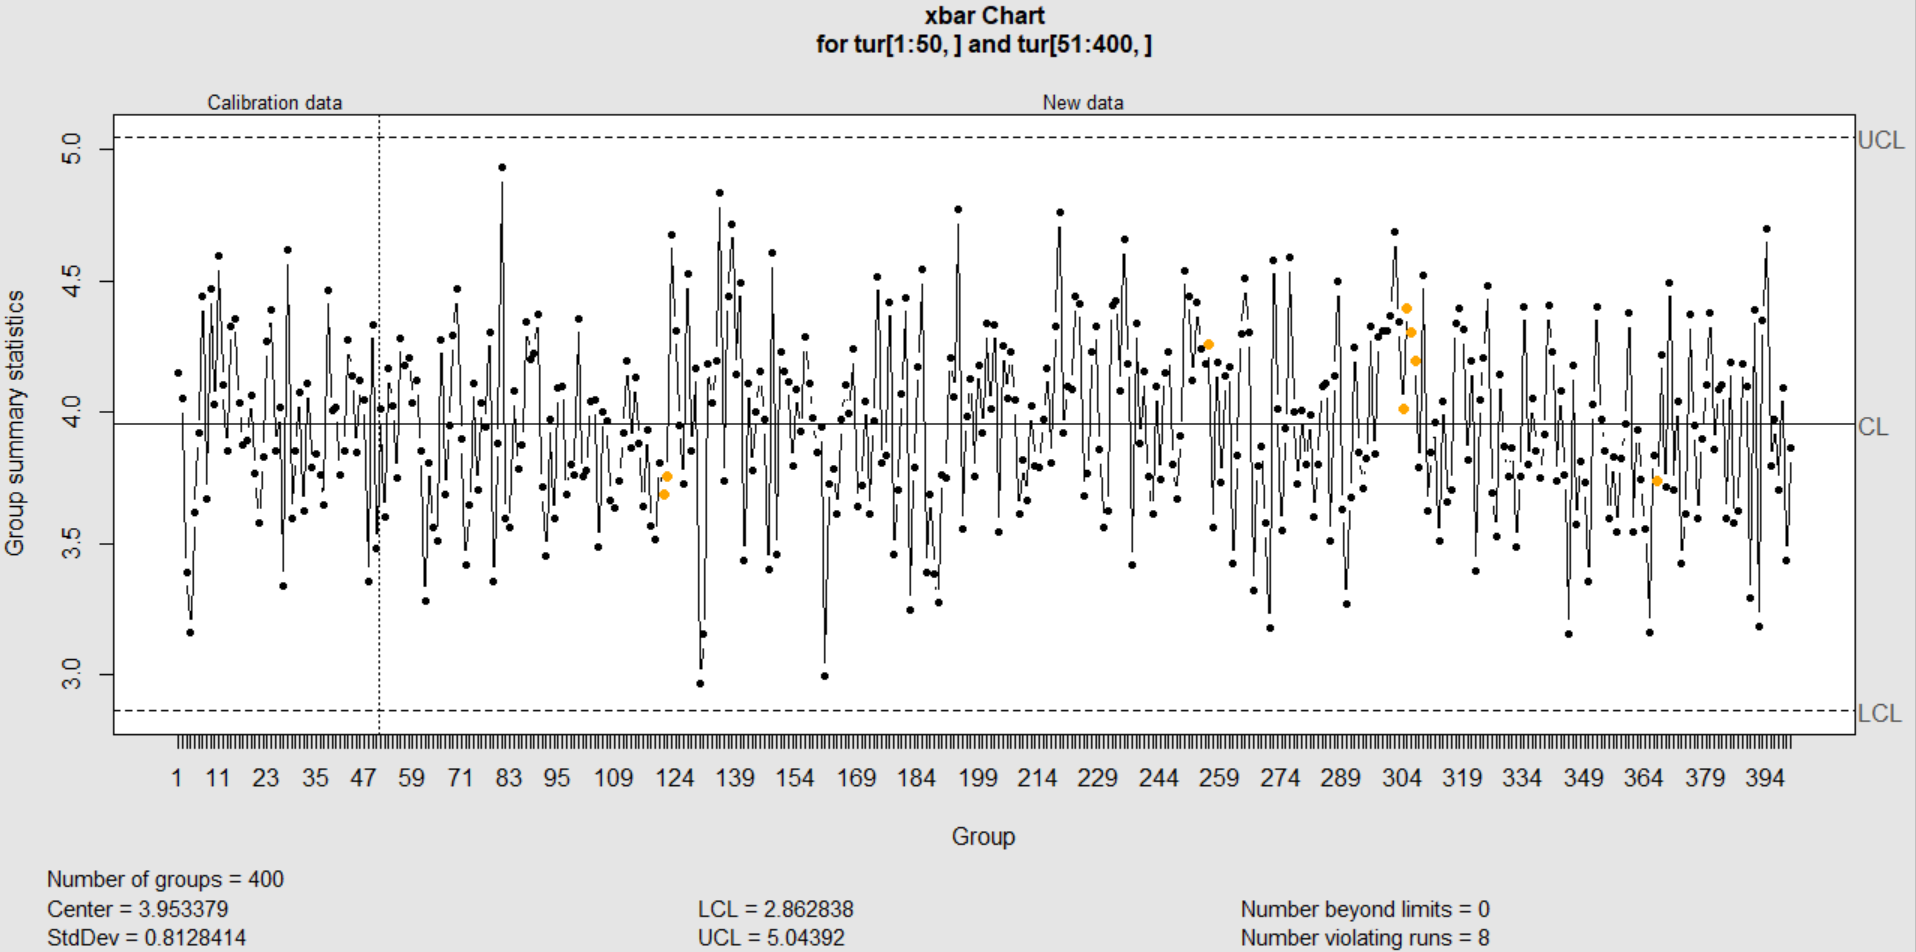 xbar Chart
for tur[1:50, ] and tur[51:400, ]
Calibration data New data
Group summary statistics
5.0
4.5
4.0
3.5
3.0
UCL
CL
LCL
1 11 23 35 47 59 71 83 95 109 124 139 154 169 184 199 214 229 244 259 274 289 304 319 334 349 364 379 394
Group
Number of groups = 400
Center = 3.953379 LCL = 2.862838 Number beyond limits = 0
StdDev = 0.8128414 UCL = 5.04392 Number violating runs = 8